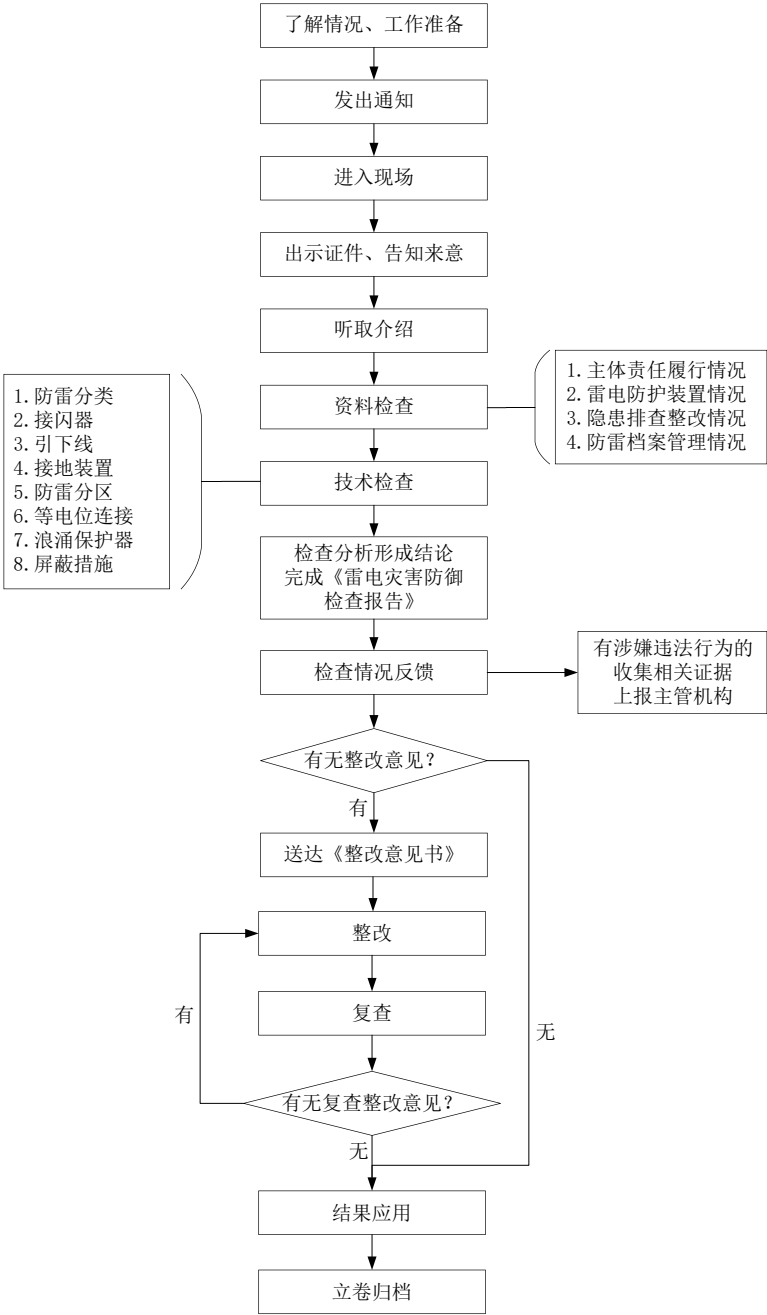 了解情况、工作准备
发出通知
进入现场
出示证件、告知来意
听取介绍
资料检查
1.主体责任履行情况
2.雷电防护装置情况
3.隐患排查整改情况
4.防雷档案管理情况
技术检查
1.防雷分类
2.接闪器
3.引下线
4.接地装置
5.防雷分区
6.等电位连接
7.浪涌保护器
8.屏蔽措施
检查分析形成结论
完成《雷电灾害防御
检查报告》
检查情况反馈
有涉嫌违法行为的
收集相关证据
上报主管机构
有无整改意见?
有
送达《整改意见书》
整改
复查
有
无
有无复查整改意见?
无
结果应用
立卷归档